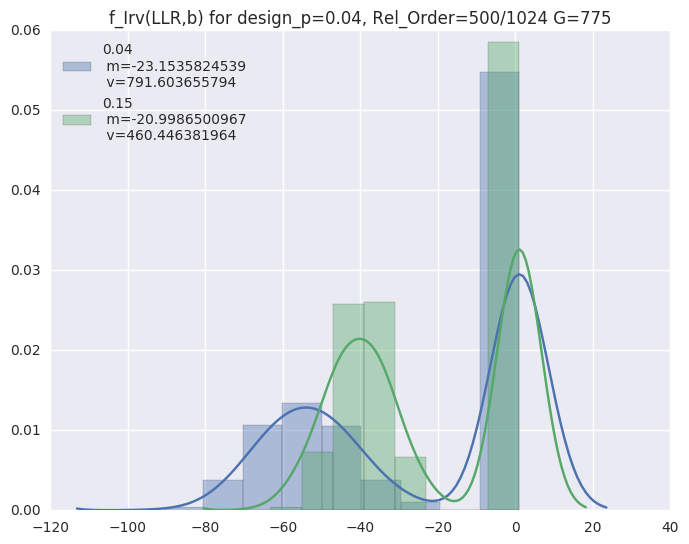 f_Irv(LLR,b) for design_p=0.04, Rel_Order=500/1024 G=775
0.04
m=-23.1535824539
v=791.603655794
0.15
m=-20.9986500967
v=460.446381964
0.06
0.05
0.04
0.03
0.02
0.01
0.00
−120 −100 −80 −60 −40 −20 0 20 40